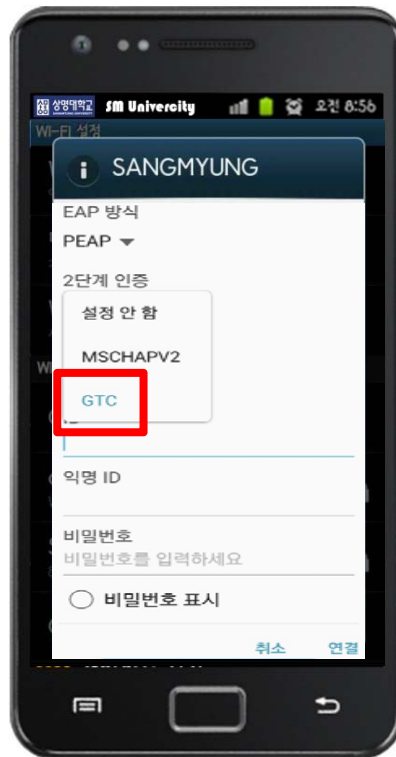 상명대학교 SM Univercity 오전 8:56
WI-FI 설정
SANGMYUNG
EAP 방식
PEAP
2단계 인증
설정 안 함
MSCHAPV2
GTC
익명 ID
비밀번호
비밀번호를 입력하세요
비밀번호 표시
취소 연결